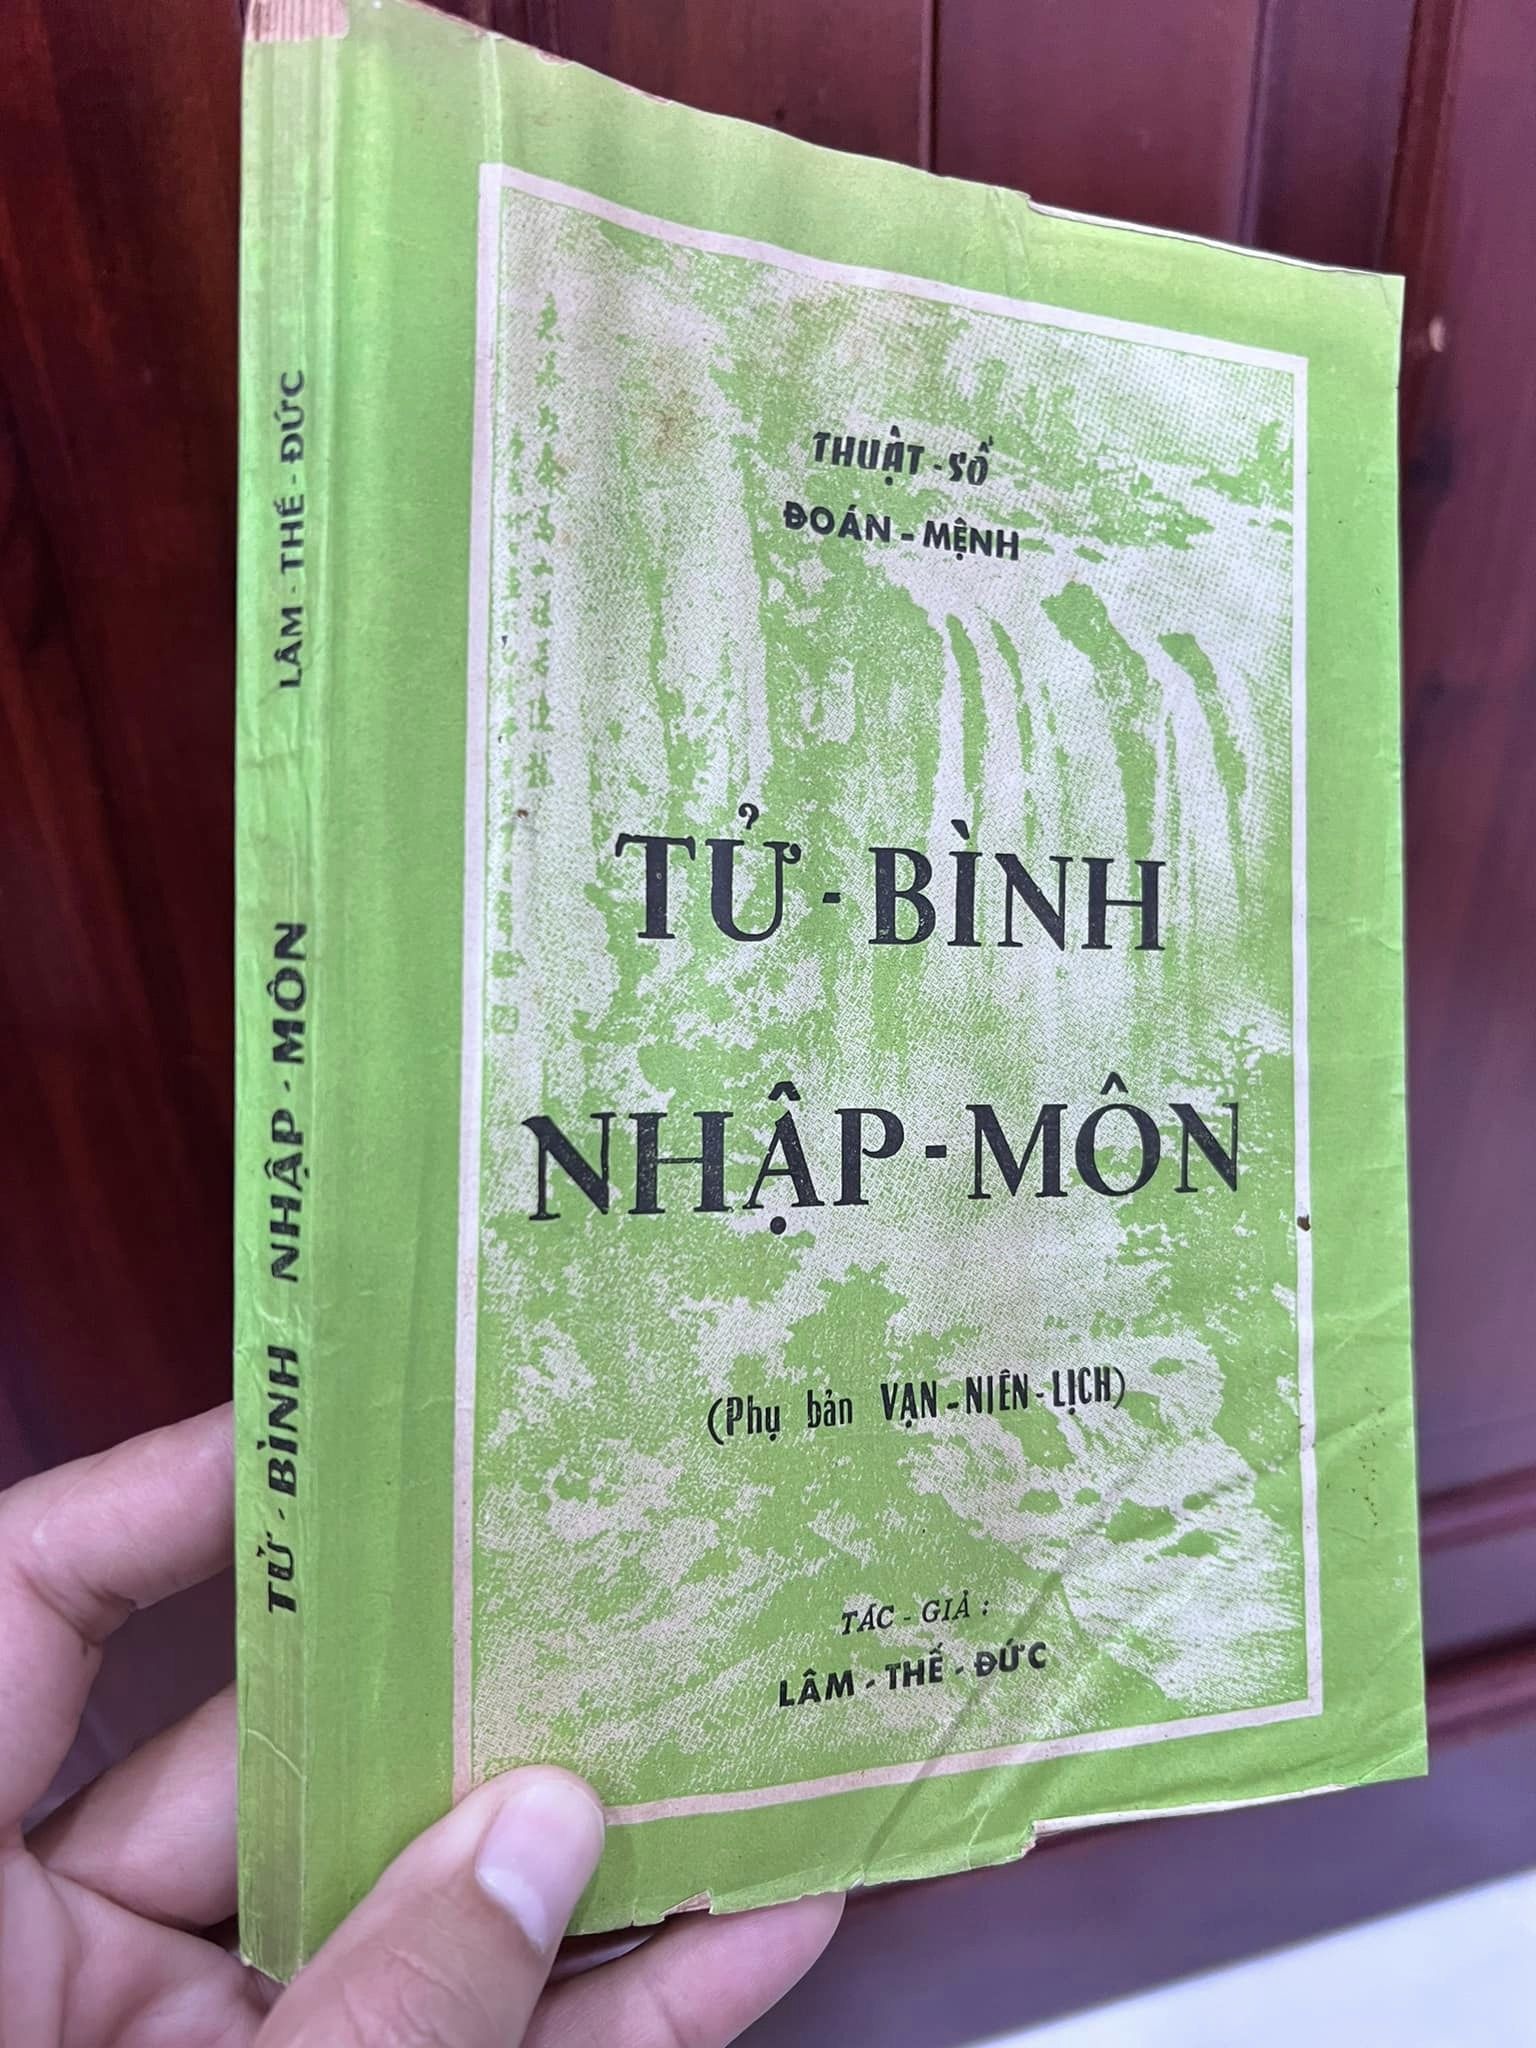 THUẬT-SỐ
ĐOÁN-MỆNH
TỬ-BÌNH
NHẬP-MÔN
(Phụ bản VẠN-NIÊN-LỊCH)
TÁC-GIẢ:
LÂM-THẾ-ĐỨC
TỬ-BÌNH NHẬP-MÔN LÂM-THẾ-ĐỨC